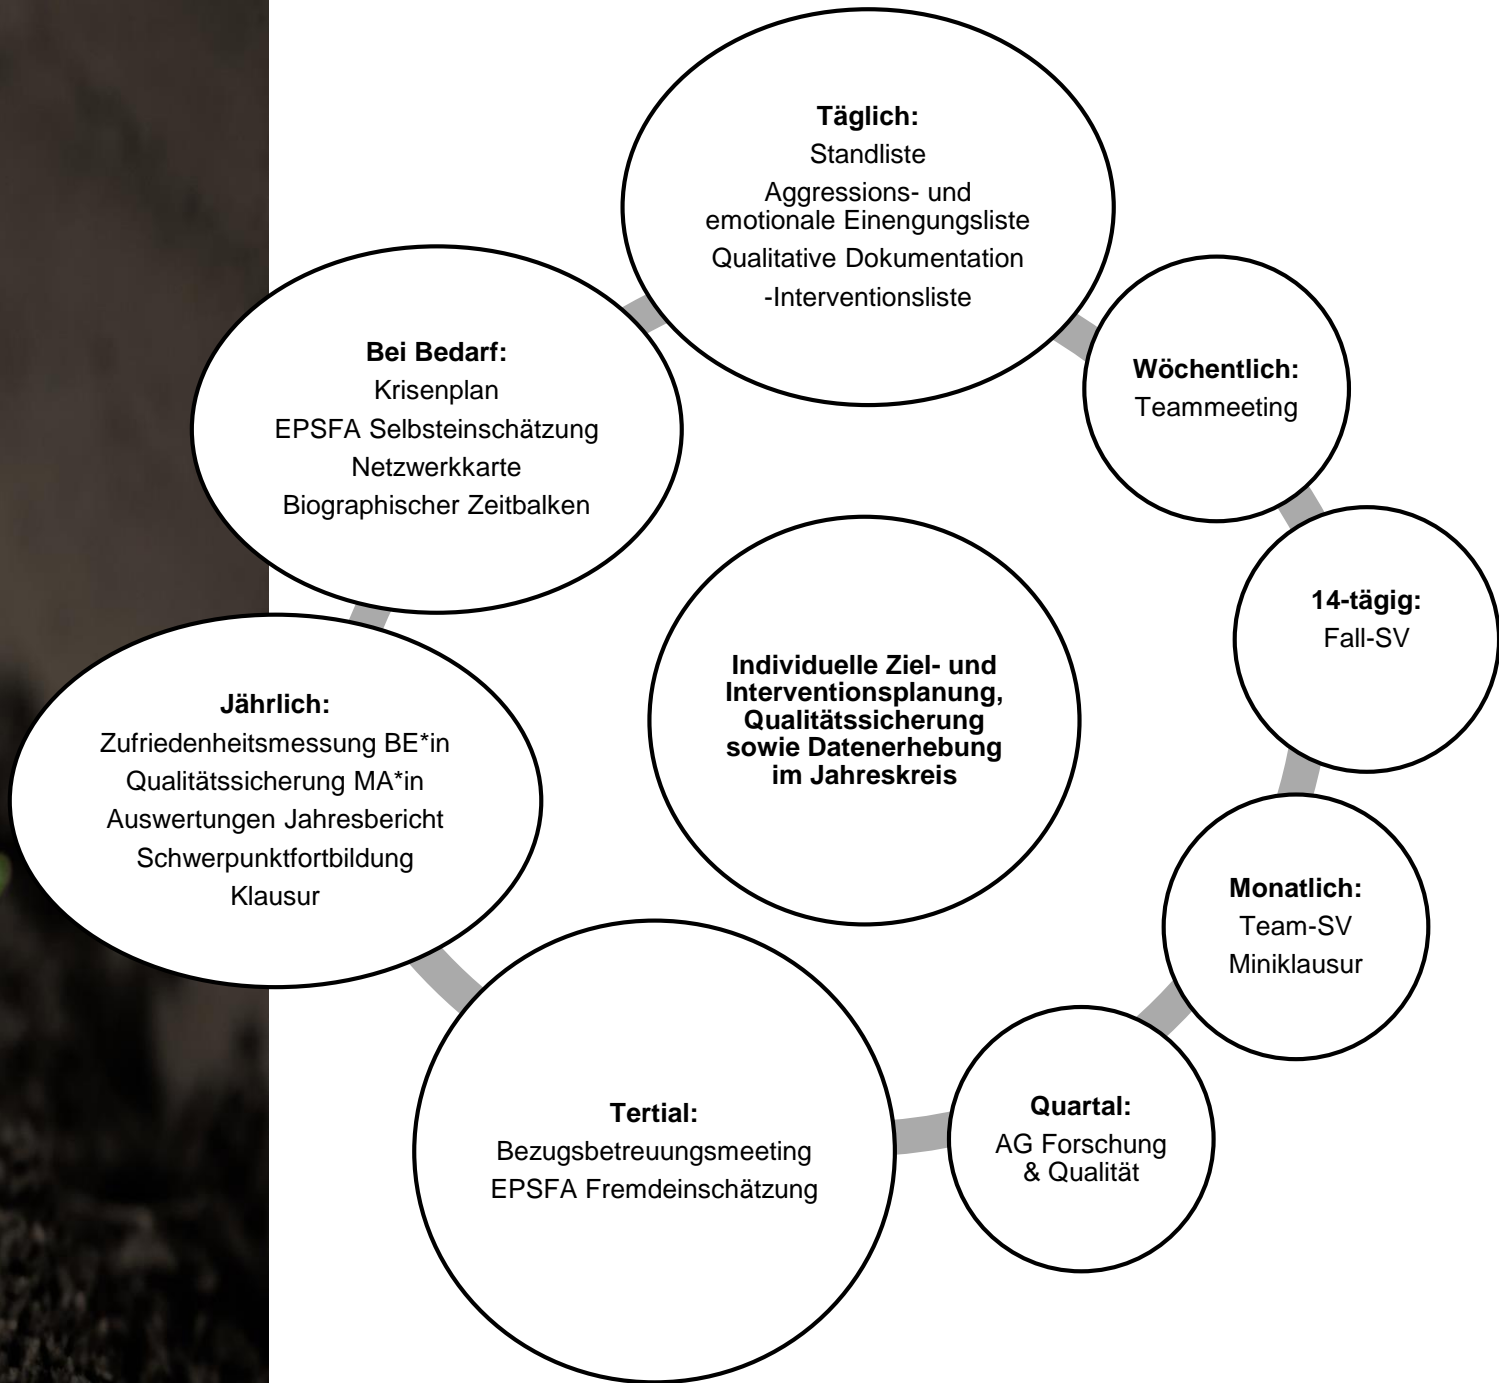 Täglich:
Standliste
Aggressions- und
emotionale Einengungsliste
Qualitative Dokumentation
-Interventionsliste
Wöchentlich:
Teammeeting
14-tägig:
Fall-SV
Monatlich:
Team-SV
Miniklausur
Quartal:
AG Forschung
& Qualität
Tertial:
Bezugsbetreuungsmeeting
EPSFA Fremdeinschätzung
Jährlich:
Zufriedenheitsmessung BE*in
Qualitätssicherung MA*in
Auswertungen Jahresbericht
Schwerpunktfortbildung
Klausur
Bei Bedarf:
Krisenplan
EPSFA Selbsteinschätzung
Netzwerkkarte
Biographischer Zeitbalken
Individuelle Ziel- und
Interventionsplanung,
Qualitätssicherung
sowie Datenerhebung
im Jahreskreis